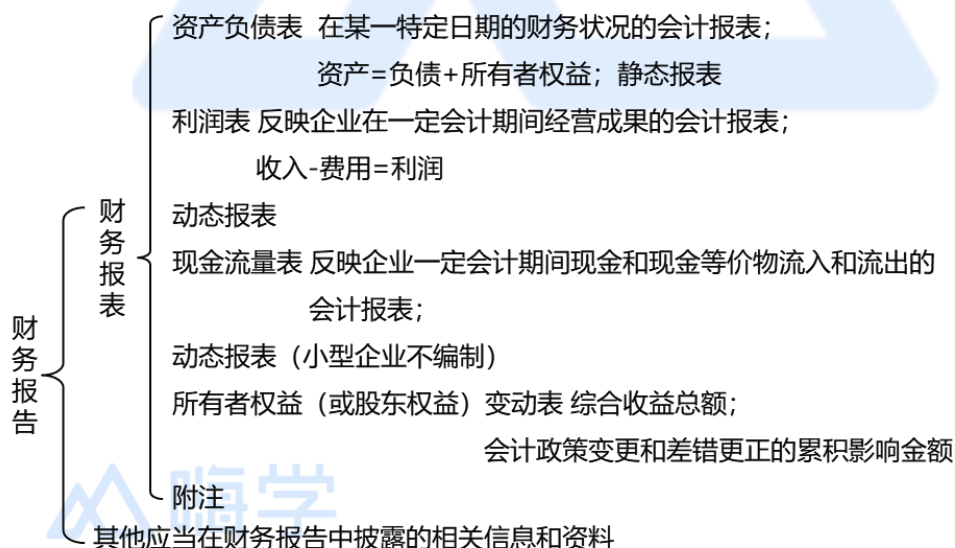 资产负债表 在某一特定日期的财务状况的会计报表；
资产=负债+所有者权益；静态报表
利润表 反映企业在一定会计期间经营成果的会计报表；
收入-费用=利润
动态报表
现金流量表 反映企业一定会计期间现金和现金等价物流入和流出的
会计报表；
动态报表（小型企业不编制）
所有者权益（或股东权益）变动表 综合收益总额；
会计政策变更和差错更正的累积影响金额
附注
财务报表
财务报告
其他应当在财务报告中披露的相关信息和资料
嗨学